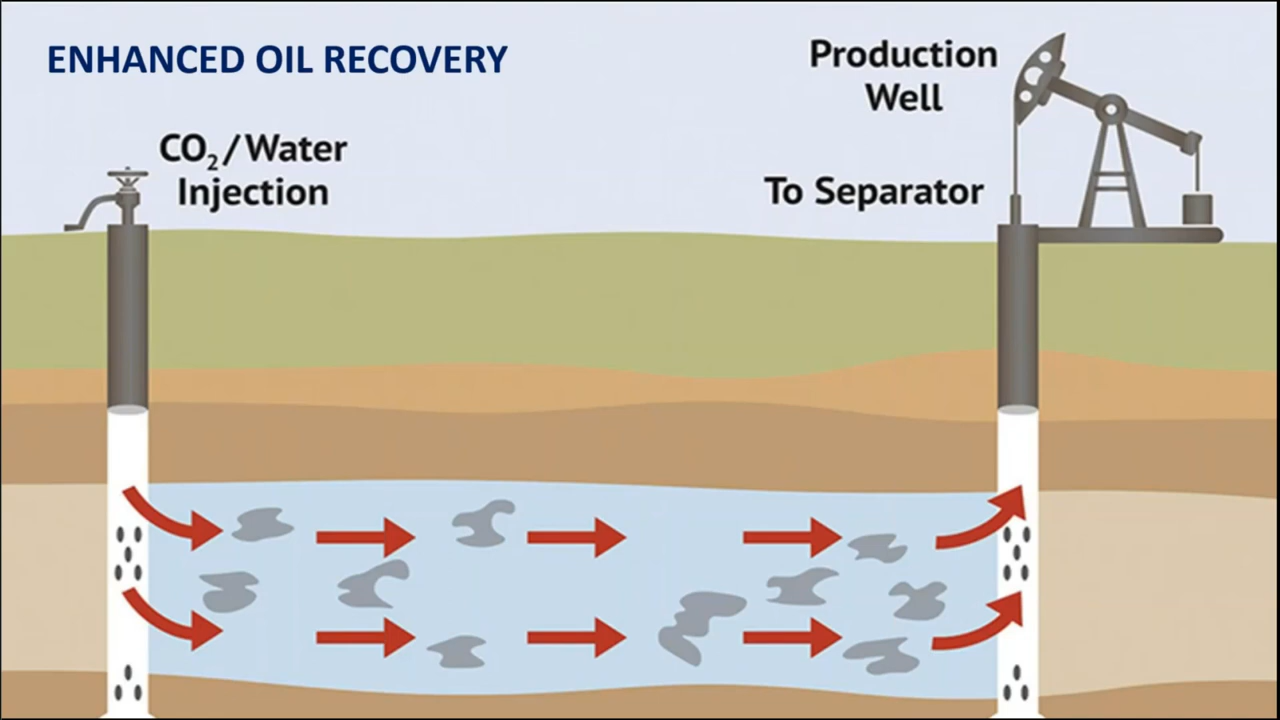 ENHANCED OIL RECOVERY
Production
Well
CO₂/Water
Injection
To Separator